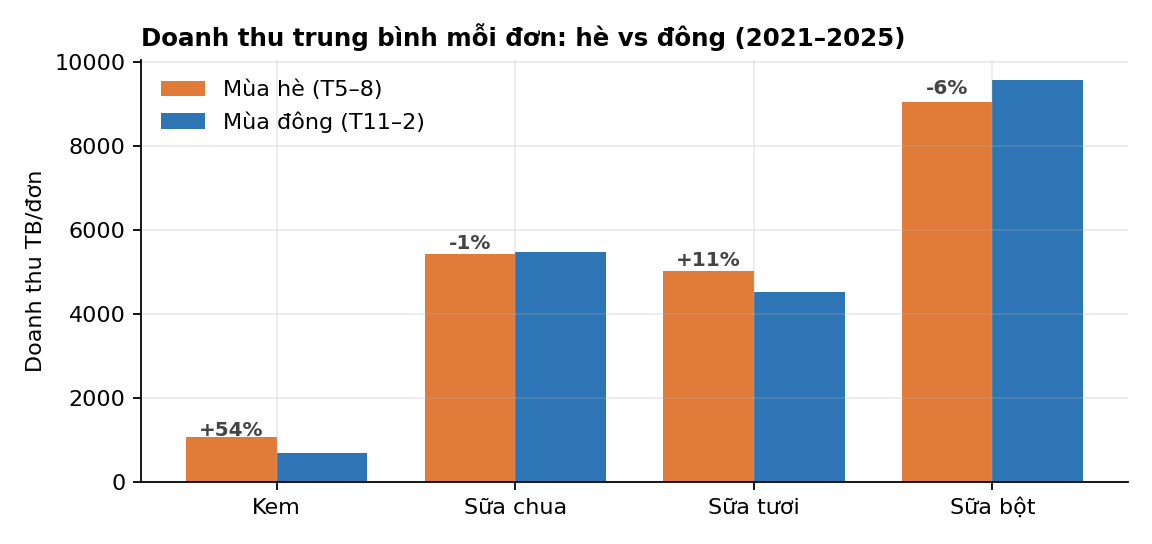 Doanh thu trung bình mỗi đơn: hè vs đông (2021–2025)
Doanh thu TB/đơn
10000
8000
6000
4000
2000
0
Mùa hè (T5–8)
Mùa đông (T11–2)
+54%
-1%
+11%
-6%
Kem
Sữa chua
Sữa tươi
Sữa bột